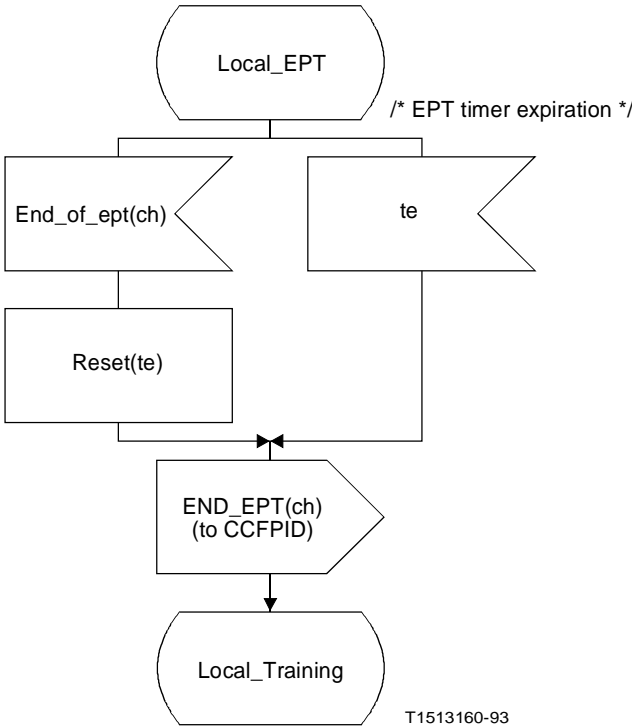 Local_EPT
/* EPT timer expiration */
End_of_ept(ch)
te
Reset(te)
END_EPT(ch)
(to CCFPID)
Local_Training
T1513160-93